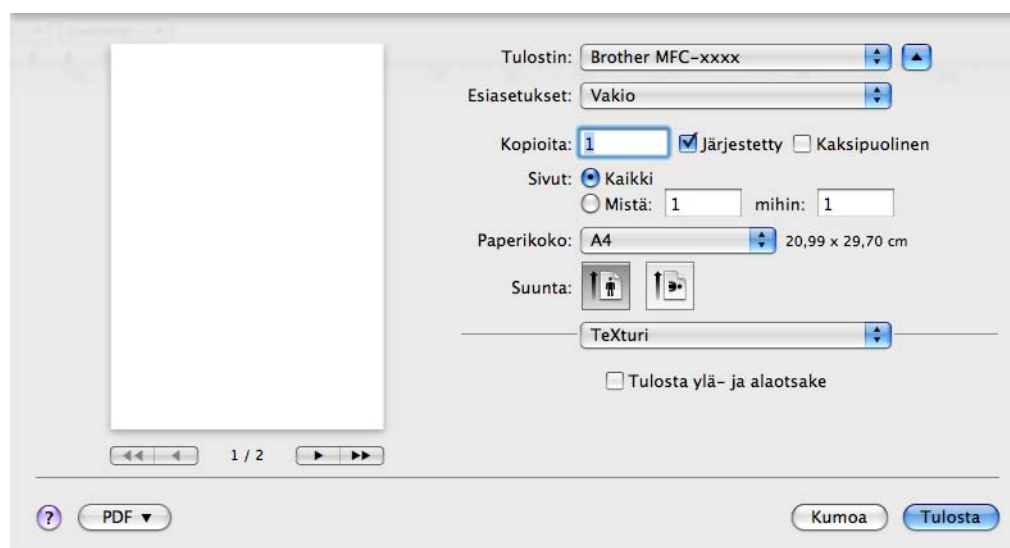 Tulostin: Brother MFC-xxxx
Esiasetukset: Vakio
Kopioita: 1 Järjestetty Kaksipuolinen
Sivut: Kaikki
Mistä: 1 mihin: 1
Paperikoko: A4 20,99 x 29,70 cm
Suunta:
TeXturi
Tulosta ylä- ja alaotsake
1 / 2
? PDF Kumoa Tulosta